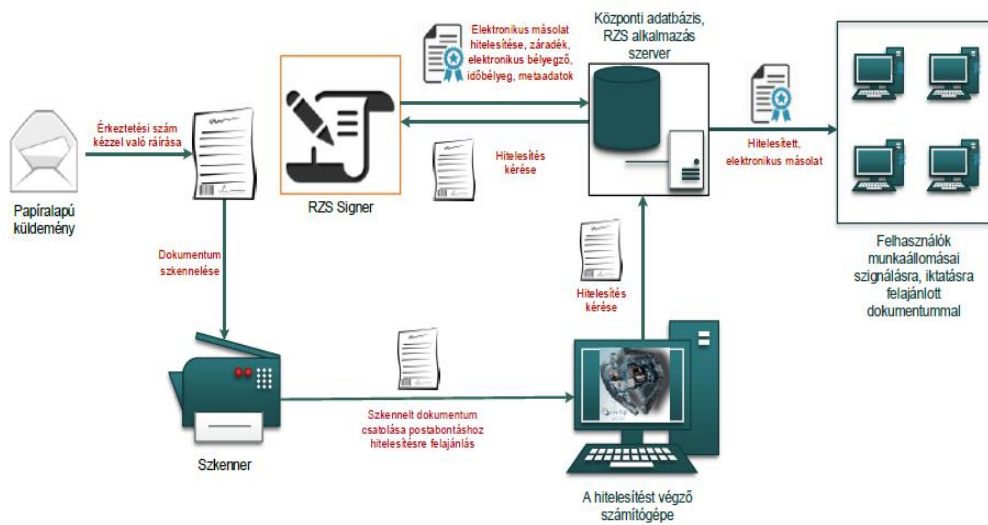 Elektronikus másolat
hitelesítése, záradék,
elektronikus bélyegző,
időbélyeg, metaadatok
Központi adatbázis,
RZS alkalmazás
szerver
Érkeztetési szám
kézzel való ráírása
Hitelesítés
kérése
Hitelesített,
elektronikus másolat
Papíralapú
küldemény
RZS Signer
Dokumentum
szkennelése
Hitelesítés
kérése
Felhasználók
munkaállomásai
szignálásra, iktatásra
felajánlott
dokumentummal
Szkennelt dokumentum
csatolása postabontáshoz
hitelesítésre felajánlás
Szkenner
A hitelesítést végző
számítógépe